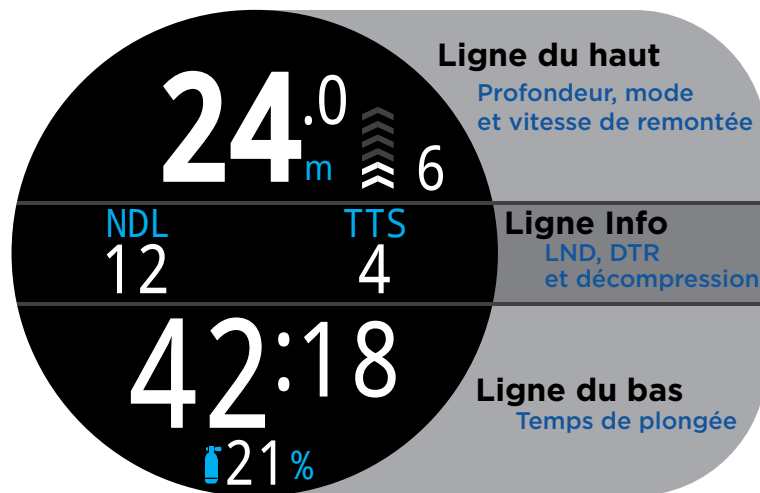 24.0 m 6
Ligne du haut
Profondeur, mode
et vitesse de remontée
NDL TTS
12 4
Ligne Info
LND, DTR
et décompression
42:18
21%
Ligne du bas
Temps de plongée